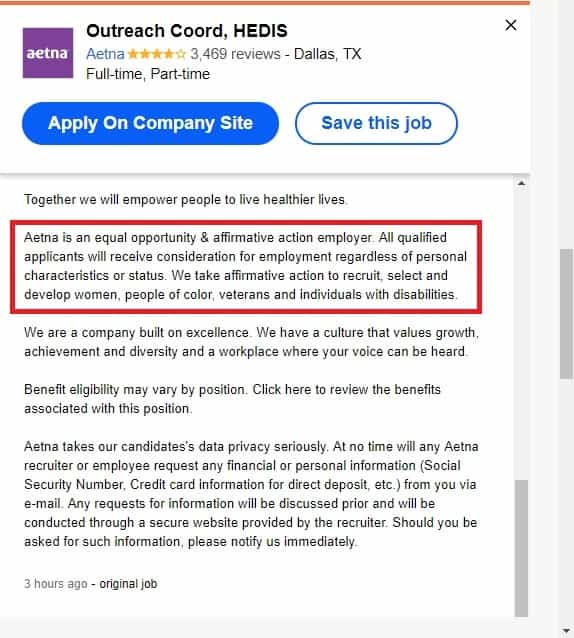 Outreach Coord, HEDIS
aetna
Aetna 3,469 reviews - Dallas, TX
Full-time, Part-time
Apply On Company Site
Save this job
Together we will empower people to live healthier lives.
Aetna is an equal opportunity & affirmative action employer. All qualified
applicants will receive consideration for employment regardless of personal
characteristics or status. We take affirmative action to recruit, select and
develop women, people of color, veterans and individuals with disabilities.
We are a company built on excellence. We have a culture that values growth,
achievement and diversity and a workplace where your voice can be heard.
Benefit eligibility may vary by position. Click here to review the benefits
associated with this position.
Aetna takes our candidates's data privacy seriously. At no time will any Aetna
recruiter or employee request any financial or personal information (Social
Security Number, Credit card information for direct deposit, etc.) from you via
e-mail. Any requests for information will be discussed prior and will be
conducted through a secure website provided by the recruiter. Should you be
asked for such information, please notify us immediately.
3 hours ago - original job